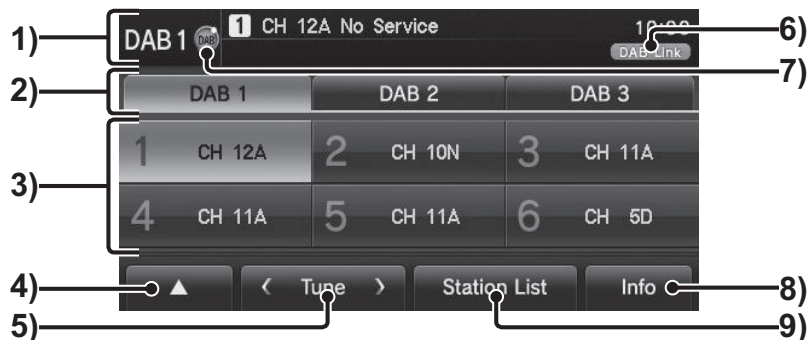 1)
DAB 1 DAB 1 CH 12A No Service
6)
DAB Link
7)
2)
DAB 1 DAB 2 DAB 3
3)
1 CH 12A 2 CH 10N 3 CH 11A
4 CH 11A 5 CH 11A 6 CH 5D
4)
▲ < Tune > Station List Info
8)
5)
9)